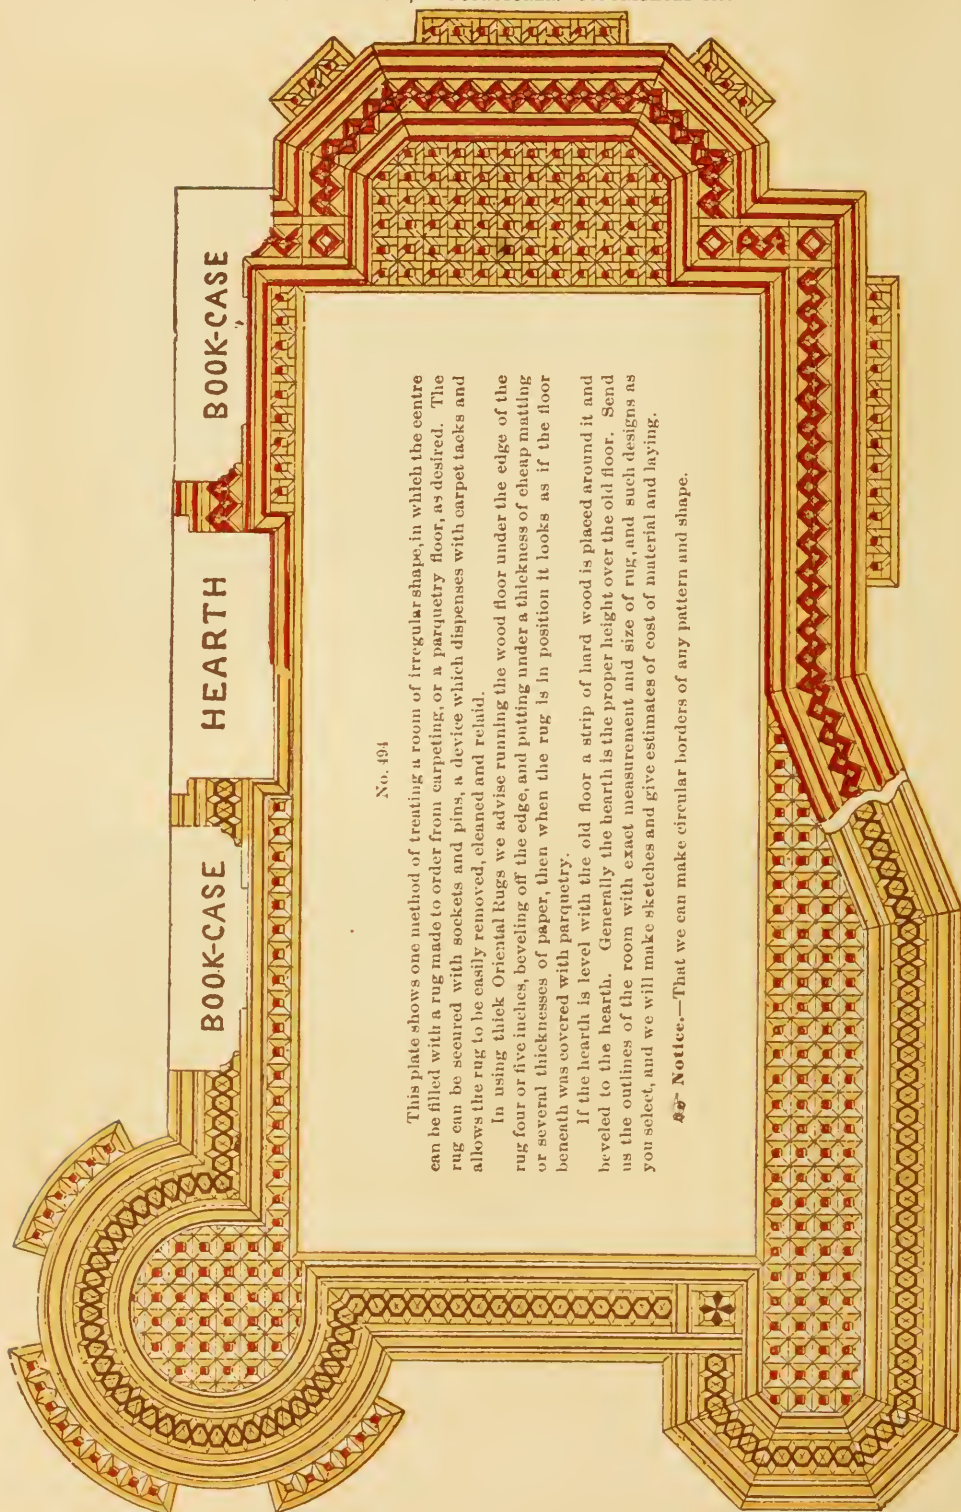 BOOK-CASE
HEARTH
BOOK-CASE
No. 494
This plate shows one method of treating a room of irregular shape, in which the centre
can be filled with a rug made to order from carpeting, or a parquetry floor, as desired. The
rug can be secured with sockets and pins, a device which dispenses with carpet tacks and
allows the rug to be easily removed, cleaned and relaid.
In using thick Oriental Rugs we advise running the wood floor under the edge of the
rug four or five inches, beveling off the edge, and putting under a thickness of cheap matting
or several thicknesses of paper, then when the rug is in position it looks as if the floor
beneath was covered with parquetry.
If the hearth is level with the old floor a strip of hard wood is placed around it and
beveled to the hearth. Generally the hearth is the proper height over the old floor. Send
us the outlines of the room with exact measurement and size of rug, and such designs as
you select, and we will make sketches and give estimates of cost of material and laying.
Notice.—That we can make circular borders of any pattern and shape.